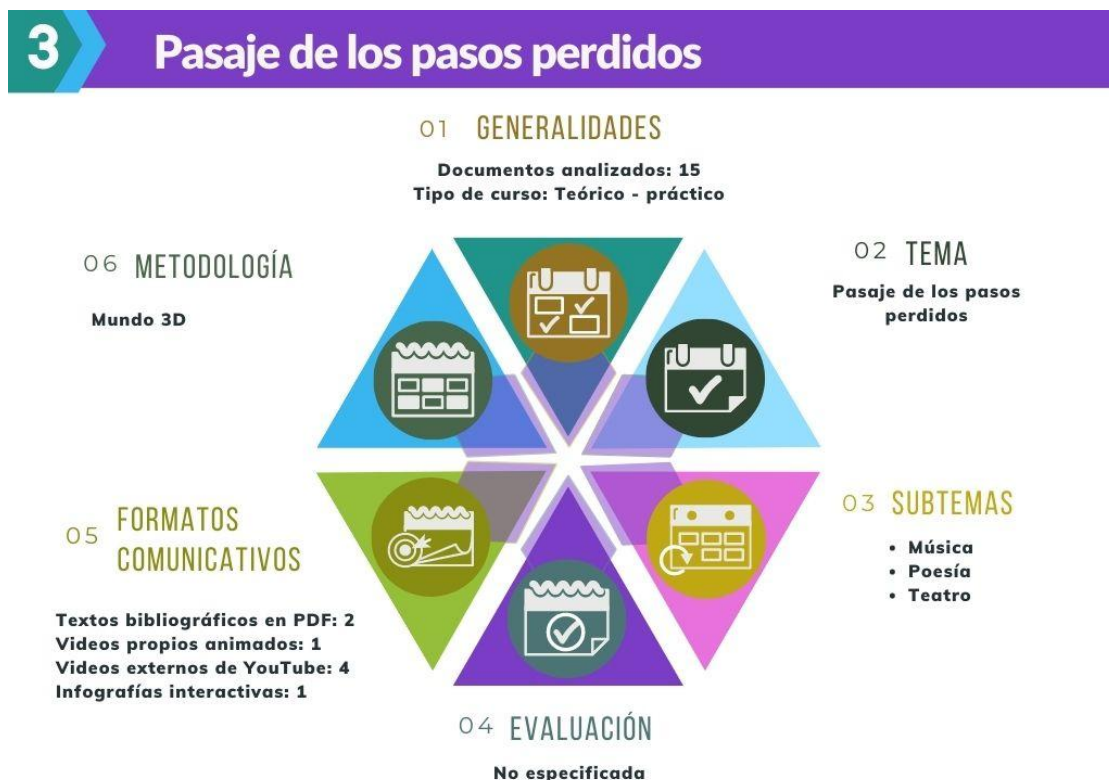 3
Pasaje de los pasos perdidos
01 GENERALIDADES
Documentos analizados: 15
Tipo de curso: Teórico - práctico
02 TEMA
Pasaje de los pasos
perdidos
03 SUBTEMAS
• Música
• Poesía
• Teatro
04 EVALUACIÓN
No especificada
05 FORMATOS
COMUNICATIVOS
Textos bibliográficos en PDF: 2
Videos propios animados: 1
Videos externos de YouTube: 4
Infografías interactivas: 1
06 METODOLOGÍA
Mundo 3D